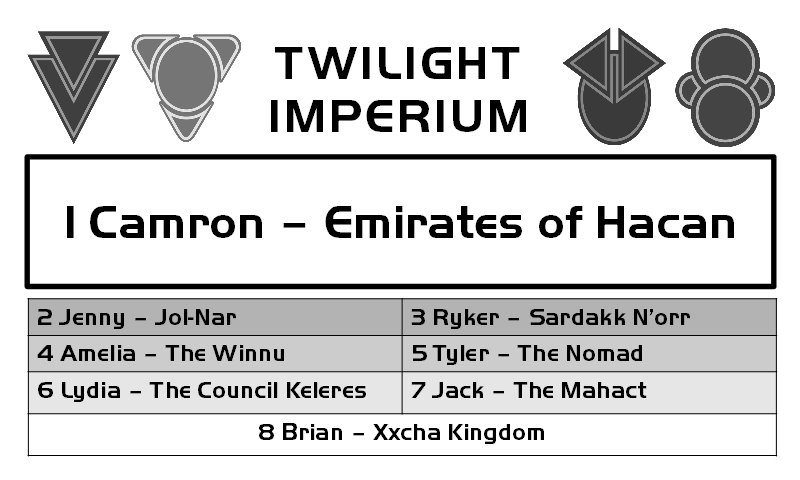 TWILIGHT
IMPERIUM
1 Camron – Emirates of Hacan
2 Jenny – Jol-Nar
3 Ryker – Sardakk N'orr
4 Amelia – The Winnu
5 Tyler – The Nomad
6 Lydia – The Council Keleres
7 Jack – The Mahact
8 Brian – Xxcha Kingdom